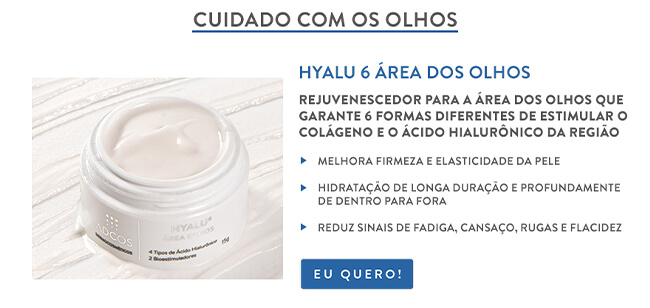 CUIDADO COM OS OLHOS
HYALU 6 ÁREA DOS OLHOS
REJUVENESCEDOR PARA A ÁREA DOS OLHOS QUE
GARANTE 6 FORMAS DIFERENTES DE ESTIMULAR O
COLÁGENO E O ÁCIDO HIALURÔNICO DA REGIÃO
MELHORA FIRMEZA E ELASTICIDADE DA PELE
HIDRATAÇÃO DE LONGA DURAÇÃO E PROFUNDAMENTE
DE DENTRO PARA FORA
REDUZ SINAIS DE FADIGA, CANSAÇO, RUGAS E FLACIDEZ
EU QUERO!
HYALU⁶
ÁREA OLHOS
ADCOS
4 Tipos de Ácido Hialurônico
2 Bioestimuladores
15g